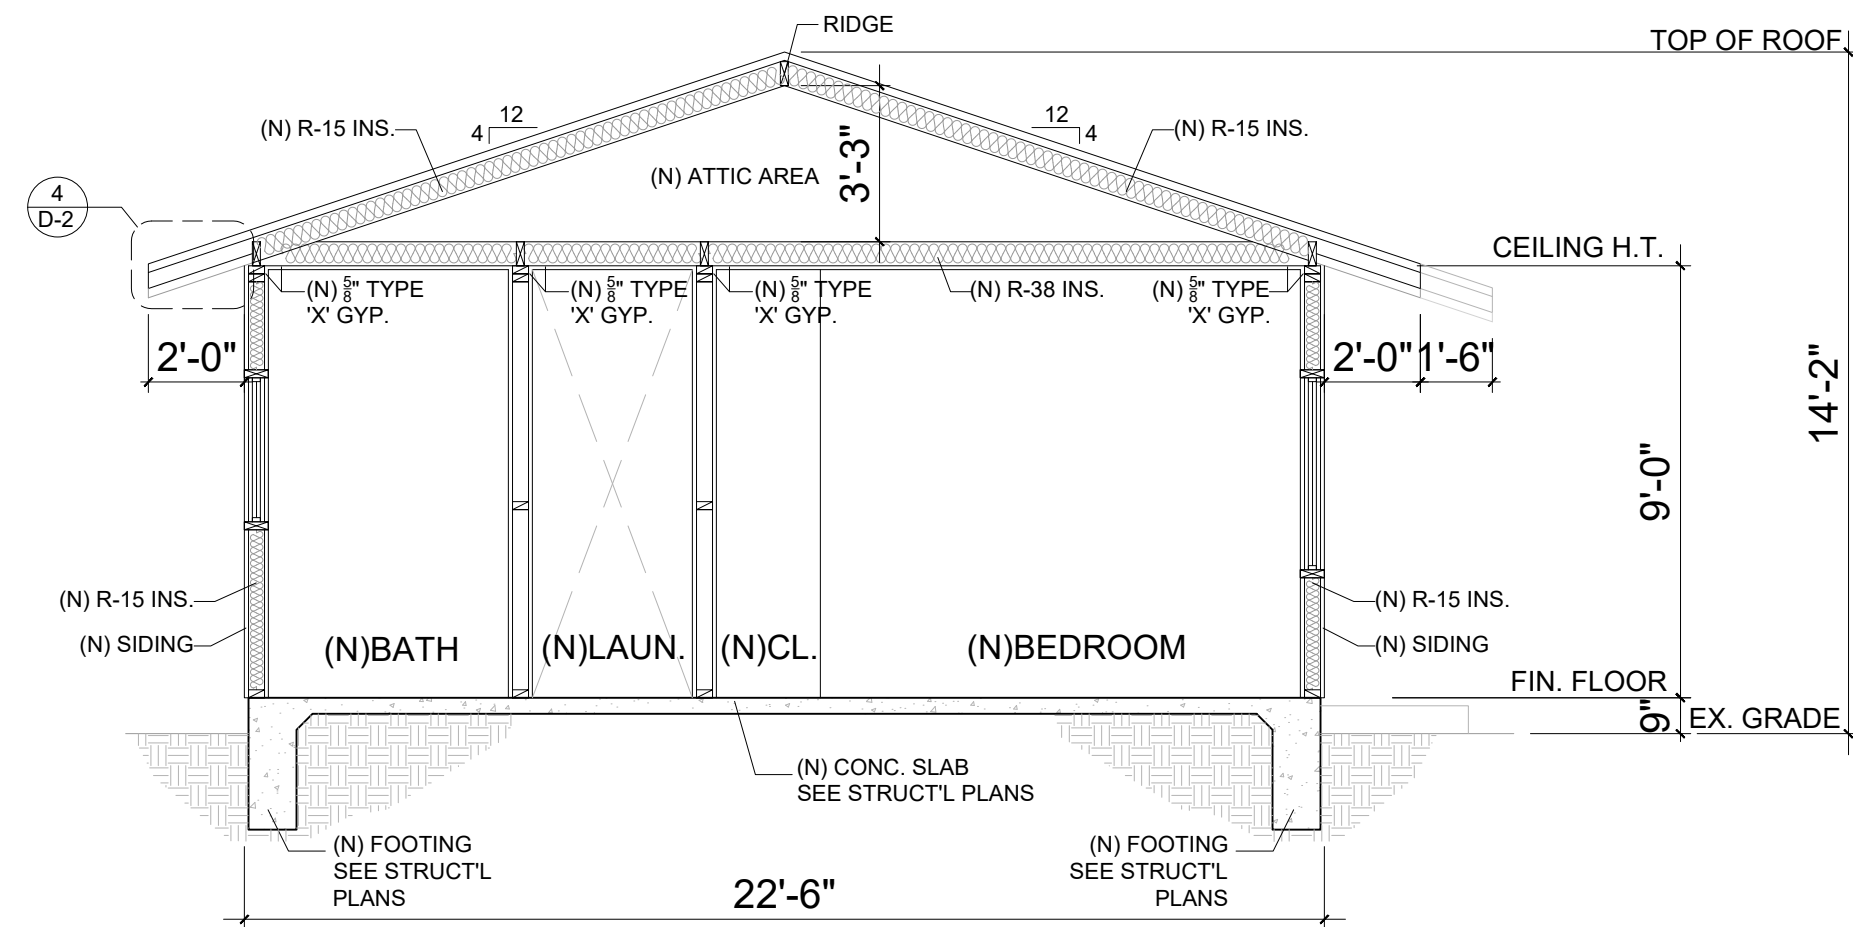 RIDGE
TOP OF ROOF
12
4
12
4
(N) R-15 INS.
(N) R-15 INS.
3'-3"
(N) ATTIC AREA
4
D-2
CEILING H.T.
(N) 5/8" TYPE
'X' GYP.
(N) 5/8" TYPE
'X' GYP.
(N) 5/8" TYPE
'X' GYP.
(N) R-38 INS.
(N) 5/8" TYPE
'X' GYP.
2'-0"
2'-0"
1'-6"
14'-2"
9'-0"
(N) R-15 INS.
(N) SIDING
(N) R-15 INS.
(N) SIDING
(N)BATH
(N)LAUN.
(N)CL.
(N)BEDROOM
FIN. FLOOR
9"
EX. GRADE
(N) CONC. SLAB
SEE STRUCT'L PLANS
(N) FOOTING
SEE STRUCT'L
PLANS
(N) FOOTING
SEE STRUCT'L
PLANS
22'-6"